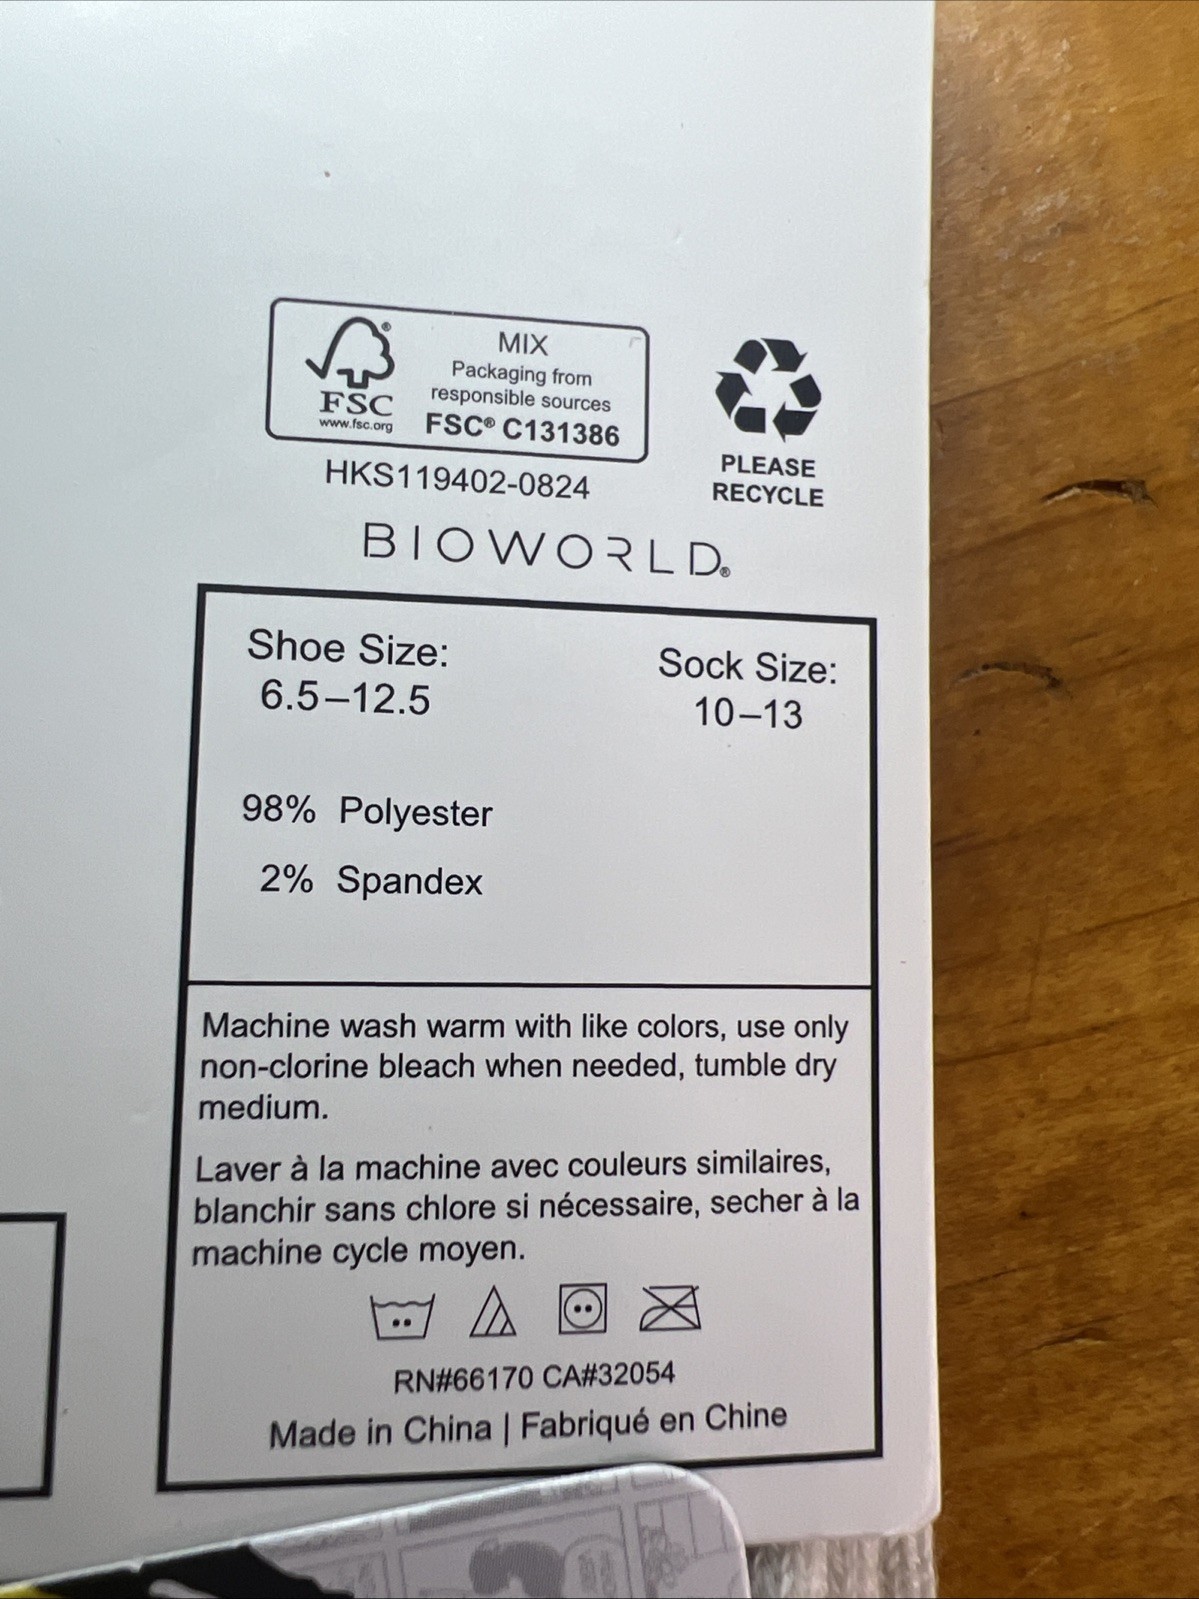 FSC®
www.fsc.org
MIX
Packaging from
responsible sources
FSC® C131386
PLEASE
RECYCLE
HKS119402-0824
BIOWORLD®
Shoe Size:
6.5–12.5
Sock Size:
10–13
98% Polyester
2% Spandex
Machine wash warm with like colors, use only
non-clorine bleach when needed, tumble dry
medium.
Laver à la machine avec couleurs similaires,
blanchir sans chlore si nécessaire, secher à la
machine cycle moyen.
RN#66170 CA#32054
Made in China | Fabriqué en Chine